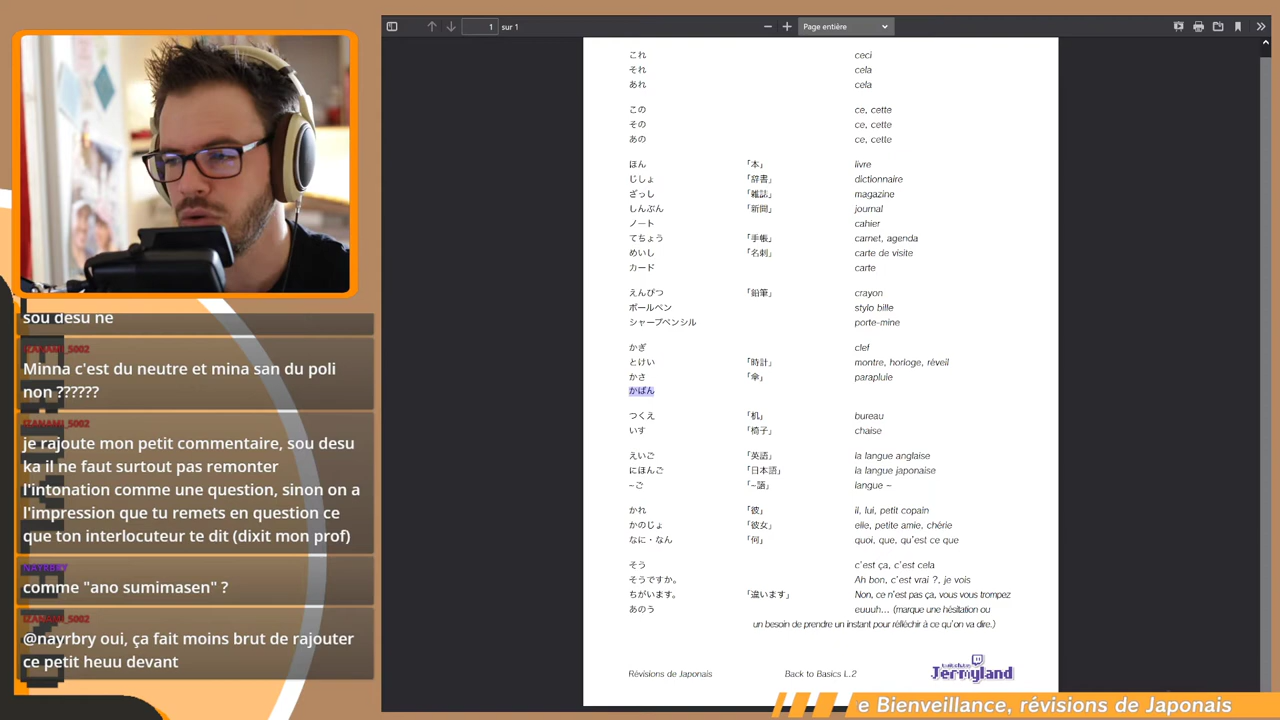 sou desu ne
IZANAMI_5002
Minna c'est du neutre et mina san du poli
non ??????
IZANAMI_5002
je rajoute mon petit commentaire, sou desu
ka il ne faut surtout pas remonter
l'intonation comme une question, sinon on a
l'impression que tu remets en question ce
que ton interlocuteur te dit (dixit mon prof)
NAYRBRY
comme "ano sumimasen" ?
IZANAMI_5002
@nayrbry oui, ça fait moins brut de rajouter
ce petit heuu devant
1 sur 1 Page entière
これ ceci
それ cela
あれ cela
この ce, cette
その ce, cette
あの ce, cette
ほん 「本」 livre
じしょ 「辞書」 dictionnaire
ざっし 「雑誌」 magazine
しんぶん 「新聞」 journal
ノート cahier
てちょう 「手帳」 carnet, agenda
めいし 「名刺」 carte de visite
カード carte
えんぴつ 「鉛筆」 crayon
ボールペン stylo bille
シャープペンシル porte-mine
かぎ clef
とけい 「時計」 montre, horloge, réveil
かさ 「傘」 parapluie
かばん
つくえ 「机」 bureau
いす 「椅子」 chaise
えいご 「英語」 la langue anglaise
にほんご 「日本語」 la langue japonaise
~ご 「~語」 langue ~
かれ 「彼」 il, lui, petit copain
かのじょ 「彼女」 elle, petite amie, chérie
なに・なん 「何」 quoi, que, qu'est ce que
そう c'est ça, c'est cela
そうですか。 Ah bon, c'est vrai ?, je vois
ちがいます。 「違います」 Non, ce n'est pas ça, vous vous trompez
あのう euuuh... (marque une hésitation ou
un besoin de prendre un instant pour réfléchir à ce qu'on va dire.)
Révisions de Japonais Back to Basics L.2 Jermyland
e Bienveillance, révisions de Japonais